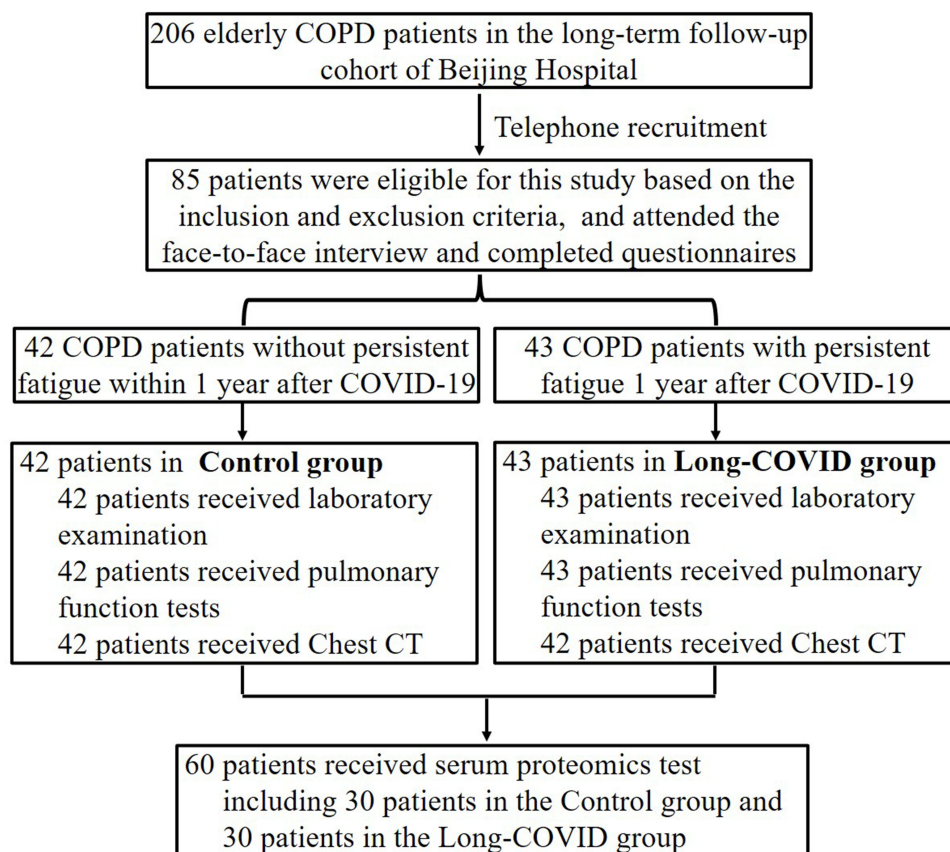 206 elderly COPD patients in the long-term follow-up
cohort of Beijing Hospital
Telephone recruitment
85 patients were eligible for this study based on the
inclusion and exclusion criteria, and attended the
face-to-face interview and completed questionnaires
42 COPD patients without persistent
fatigue within 1 year after COVID-19
43 COPD patients with persistent
fatigue 1 year after COVID-19
42 patients in Control group
42 patients received laboratory
examination
42 patients received pulmonary
function tests
42 patients received Chest CT
43 patients in Long-COVID group
43 patients received laboratory
examination
43 patients received pulmonary
function tests
42 patients received Chest CT
60 patients received serum proteomics test
including 30 patients in the Control group and
30 patients in the Long-COVID group